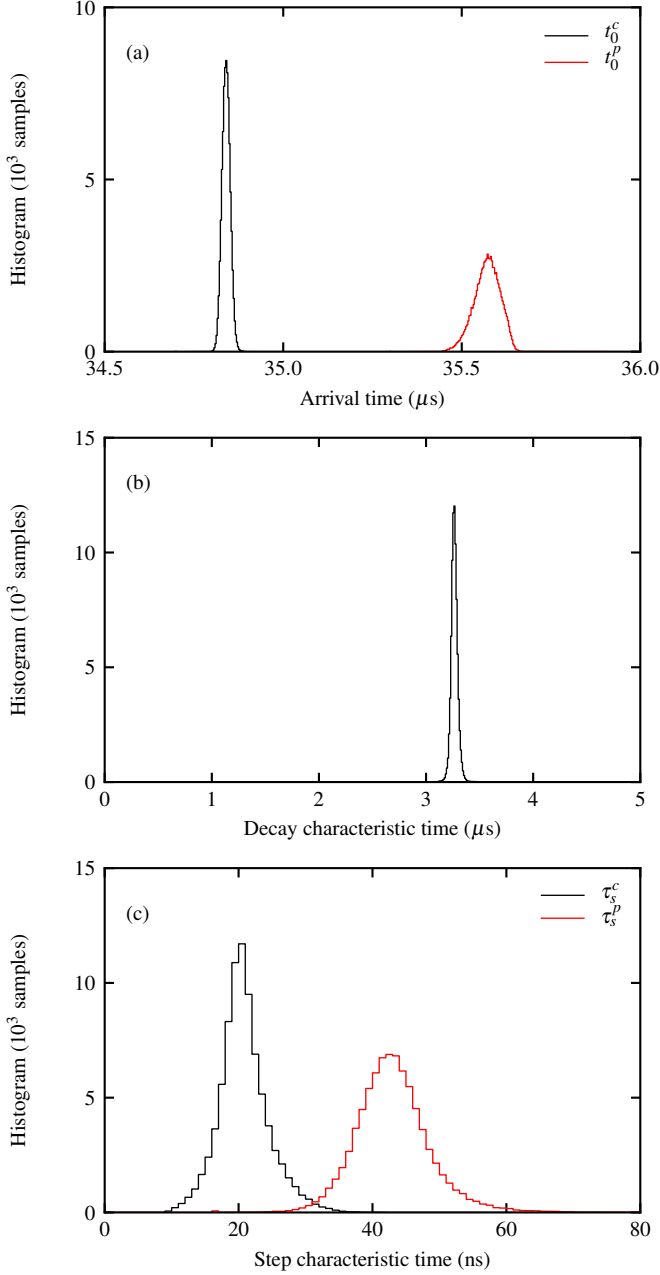 10
(a)
t_0^c
t_0^p
Histogram (10^3 samples)
5
0
34.5 35.0 35.5 36.0
Arrival time (μs)
15
(b)
Histogram (10^3 samples)
10
5
0
0 1 2 3 4 5
Decay characteristic time (μs)
15
(c)
τ_s^c
τ_s^p
Histogram (10^3 samples)
10
5
0
0 20 40 60 80
Step characteristic time (ns)